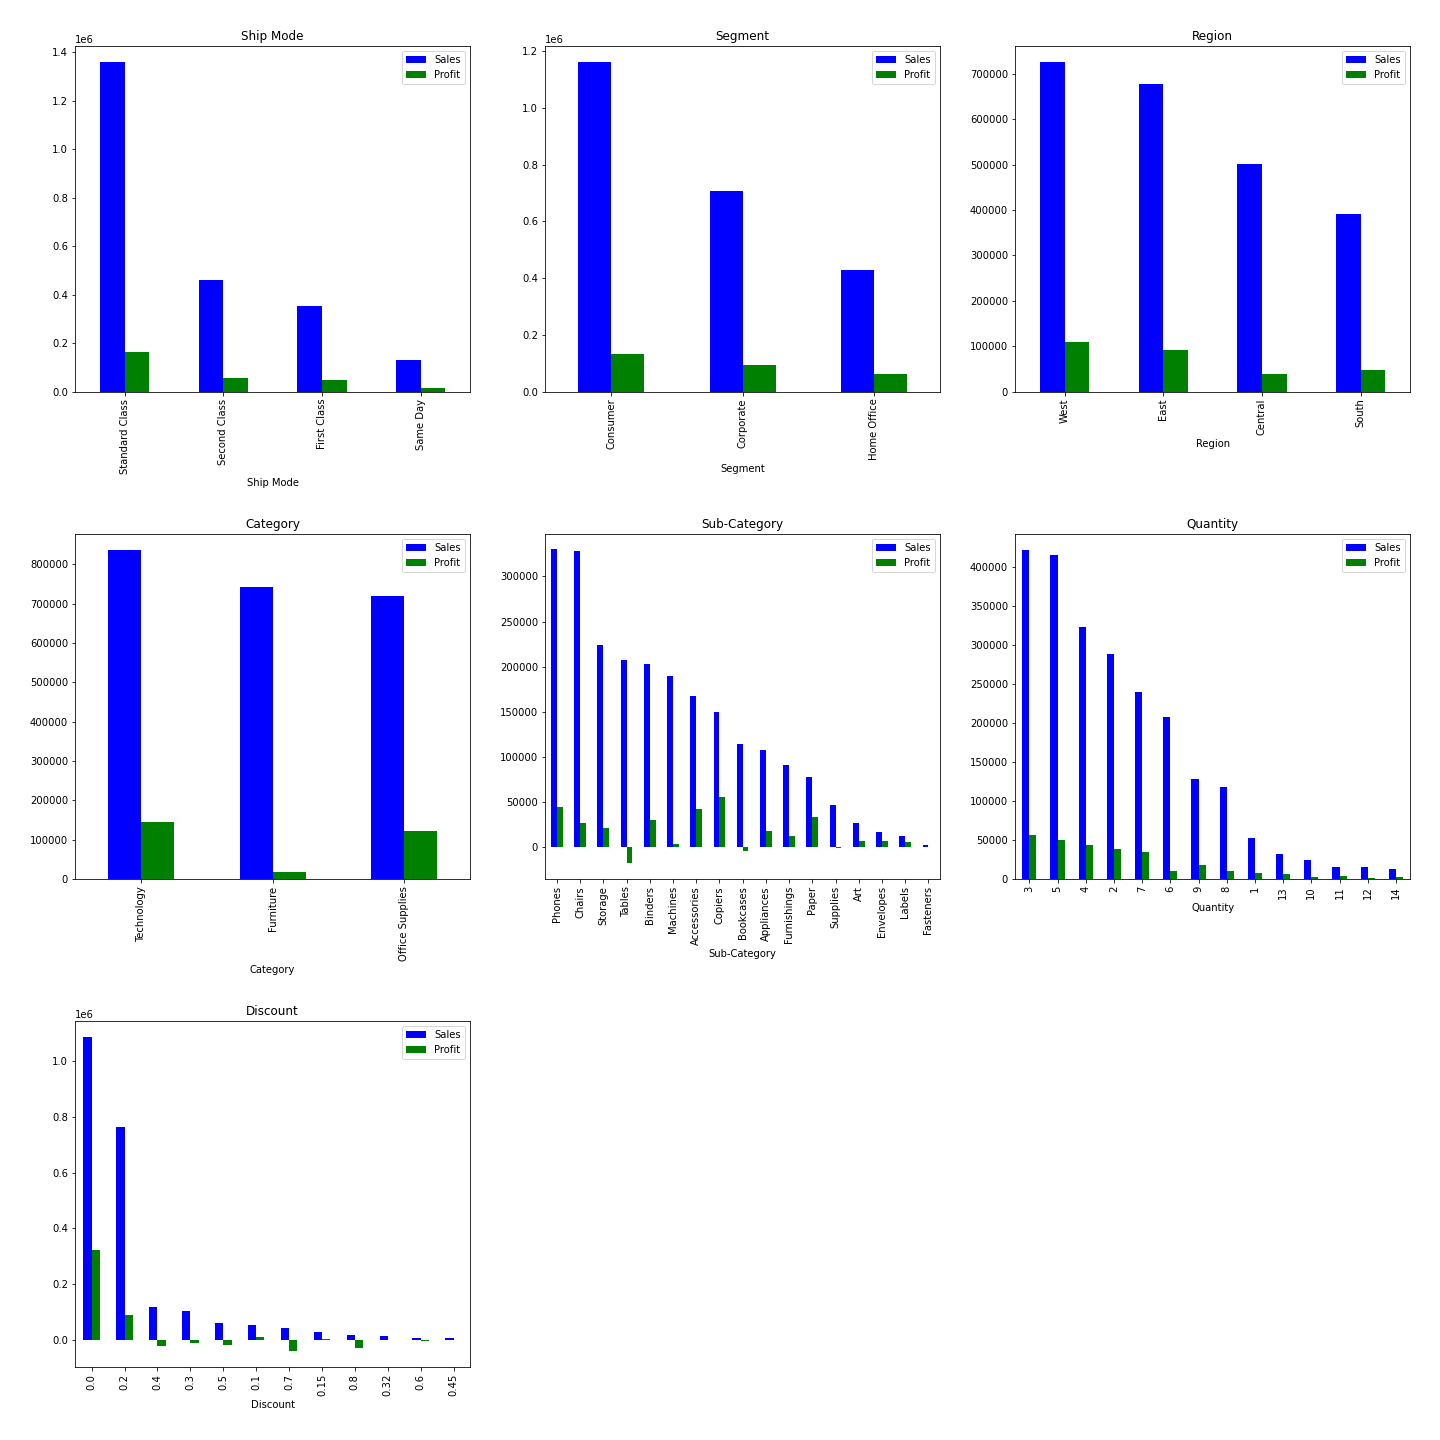 Ship Mode
1e6
1.4
1.2
1.0
0.8
0.6
0.4
0.2
0.0
Sales
Profit
Standard Class
Second Class
First Class
Same Day
Ship Mode
Segment
1e6
1.2
1.0
0.8
0.6
0.4
0.2
0.0
Sales
Profit
Consumer
Corporate
Home Office
Segment
Region
700000
600000
500000
400000
300000
200000
100000
0
Sales
Profit
West
East
Central
South
Region
Category
800000
700000
600000
500000
400000
300000
200000
100000
0
Sales
Profit
Technology
Furniture
Office Supplies
Category
Sub-Category
300000
250000
200000
150000
100000
50000
0
Sales
Profit
Phones
Chairs
Storage
Tables
Binders
Machines
Accessories
Copiers
Bookcases
Appliances
Furnishings
Paper
Supplies
Art
Envelopes
Labels
Fasteners
Sub-Category
Quantity
400000
350000
300000
250000
200000
150000
100000
50000
0
Sales
Profit
3
5
4
2
7
6
9
8
1
13
10
11
12
14
Quantity
Discount
1e6
1.0
0.8
0.6
0.4
0.2
0.0
Sales
Profit
0.0
0.2
0.4
0.3
0.5
0.1
0.7
0.15
0.8
0.32
0.6
0.45
Discount